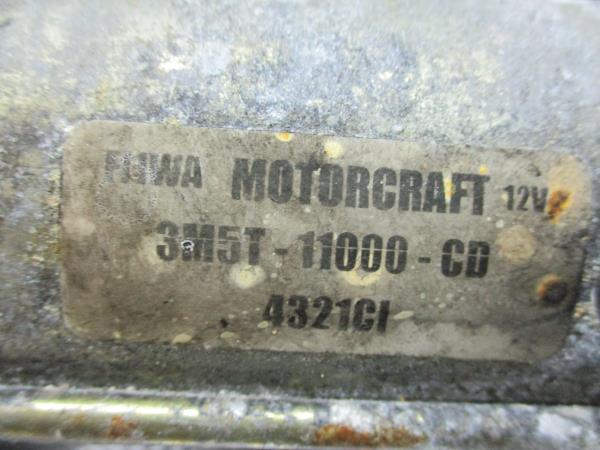 MOTORCRAFT 12V
3M5T - 11000 - CD
4321CI